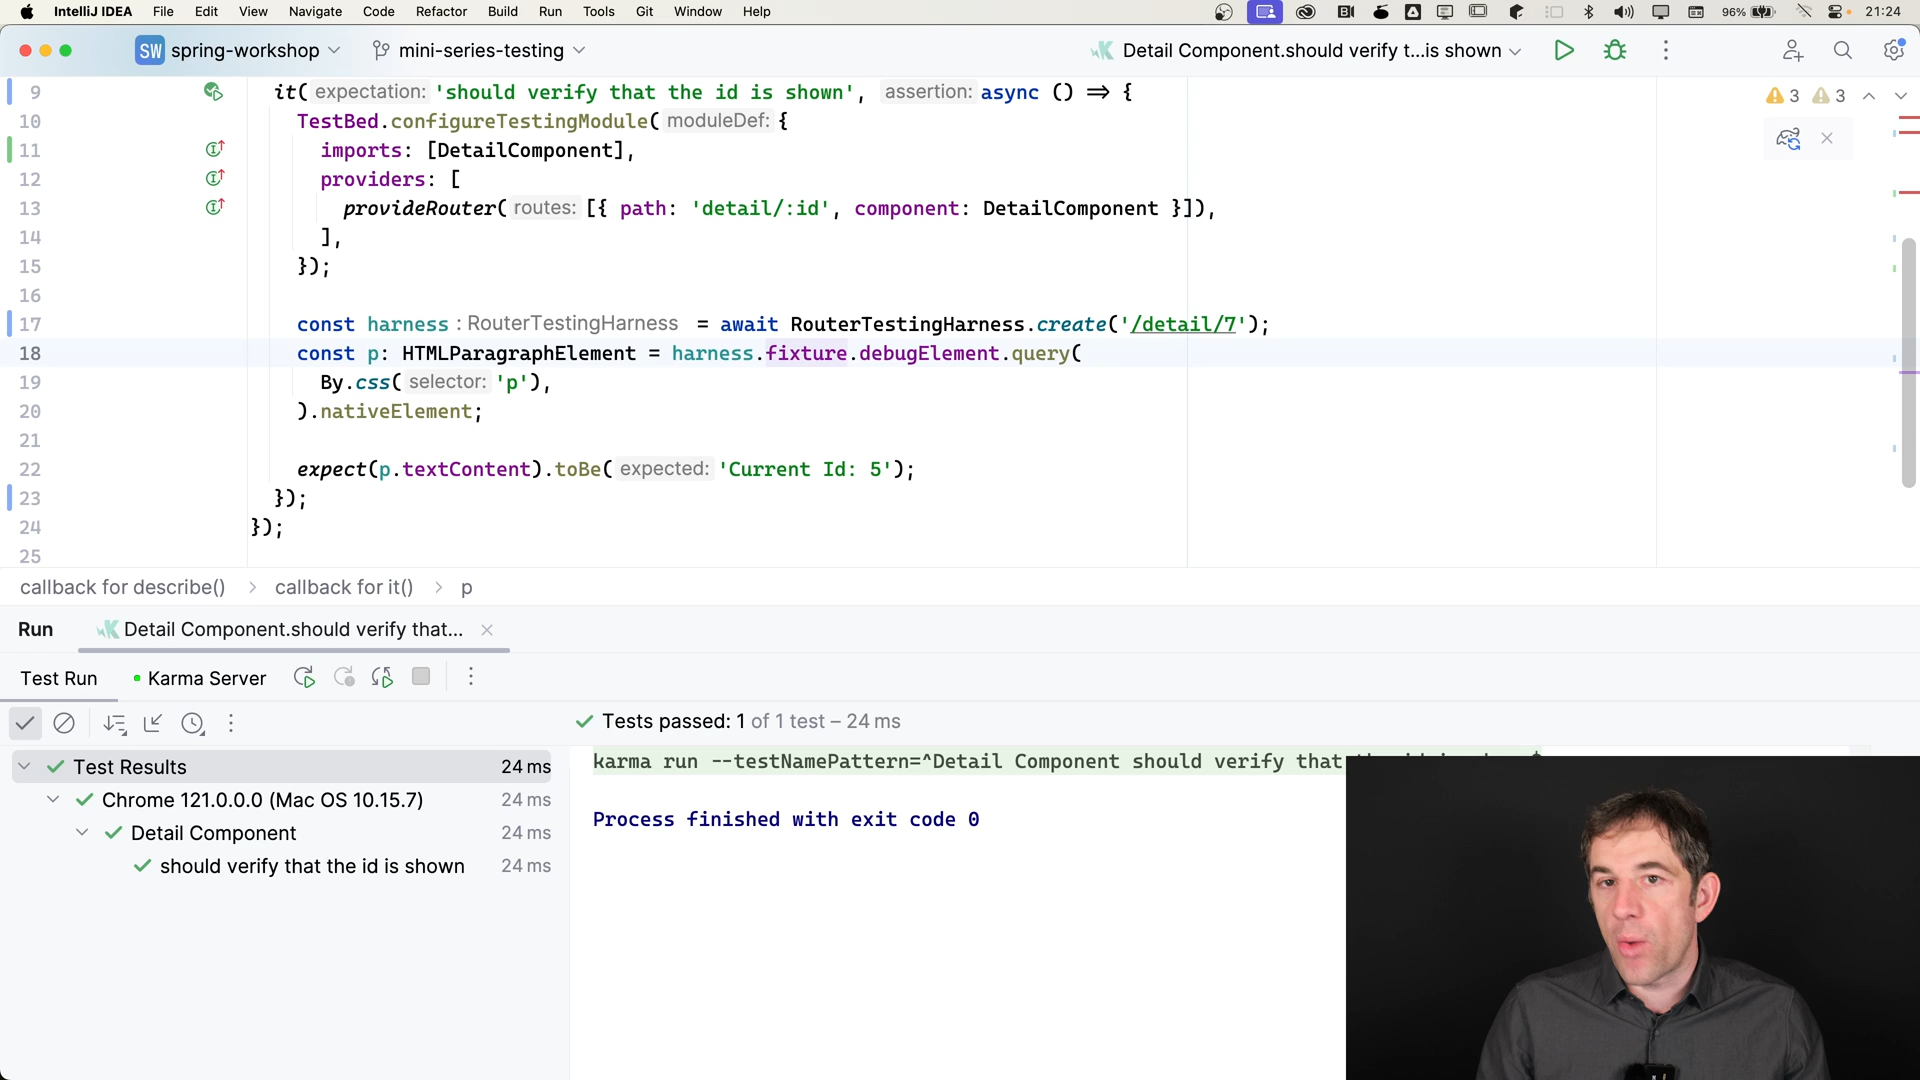 IntelliJ IDEA File Edit View Navigate Code Refactor Build Run Tools Git Window Help 96% 21:24
SW spring-workshop mini-series-testing Detail Component.should verify t...is shown
9 it( expectation: 'should verify that the id is shown', assertion: async () => {
10 TestBed.configureTestingModule( moduleDef: {
11 imports: [DetailComponent],
12 providers: [
13 provideRouter( routes: [{ path: 'detail/:id', component: DetailComponent }]),
14 ],
15 });
16
17 const harness : RouterTestingHarness = await RouterTestingHarness.create('/detail/7');
18 const p: HTMLParagraphElement = harness.fixture.debugElement.query(
19 By.css( selector: 'p'),
20 ).nativeElement;
21
22 expect(p.textContent).toBe( expected: 'Current Id: 5');
23 });
24 });
25
3 3
callback for describe() > callback for it() > p
Run Detail Component.should verify that...
Test Run Karma Server
Tests passed: 1 of 1 test – 24 ms
Test Results 24 ms
Chrome 121.0.0.0 (Mac OS 10.15.7) 24 ms
Detail Component 24 ms
should verify that the id is shown 24 ms
karma run --testNamePattern=^Detail Component should verify that
Process finished with exit code 0